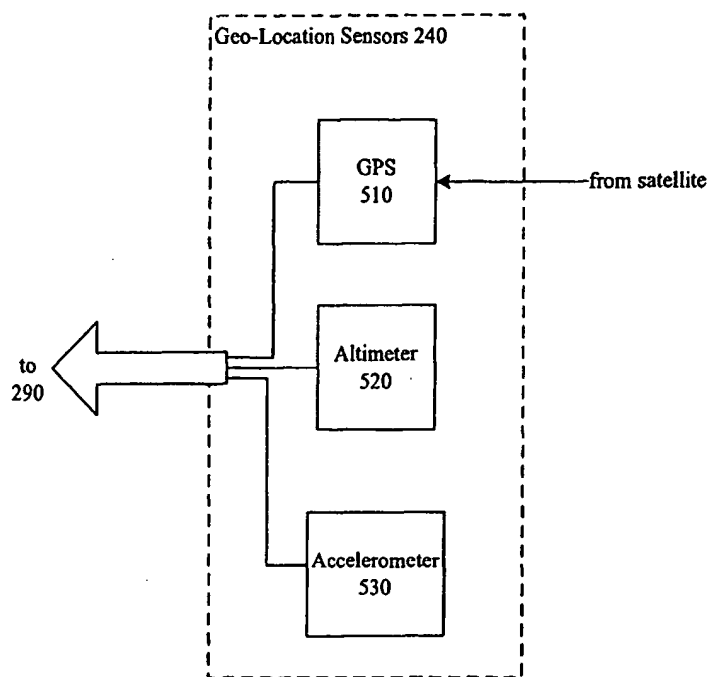 Geo-Location Sensors 240
GPS
510
from satellite
Altimeter
520
to
290
Accelerometer
530